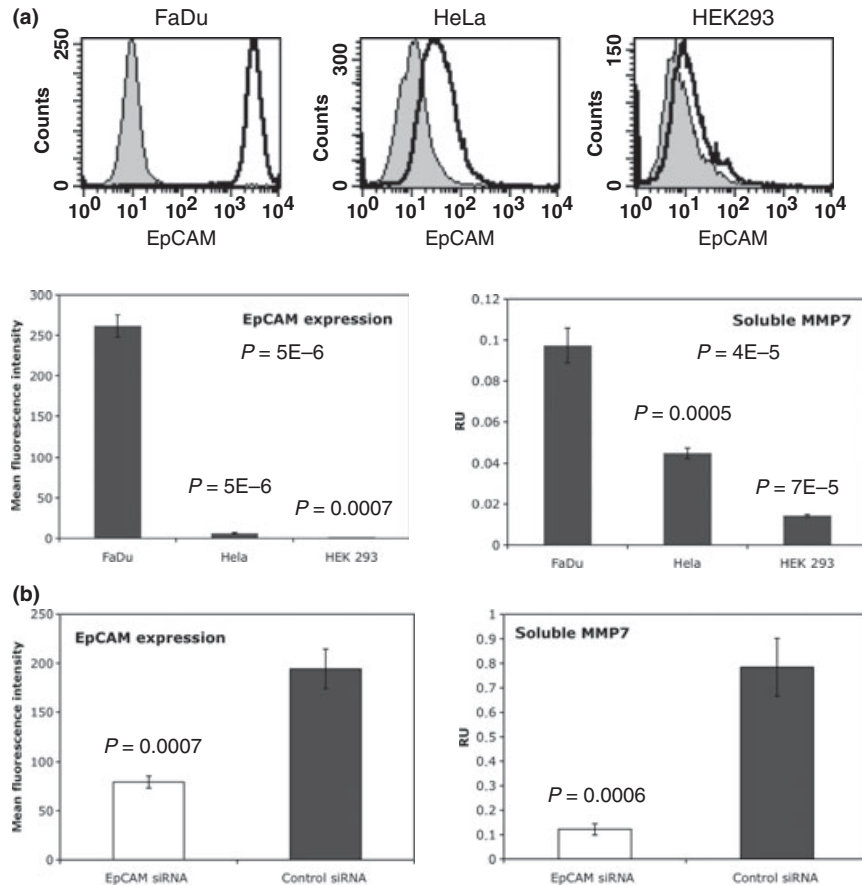 (a)
FaDu
HeLa
HEK293
250
Counts
0
10^0 10^1 10^2 10^3 10^4
EpCAM
300
Counts
0
10^0 10^1 10^2 10^3 10^4
EpCAM
150
Counts
0
10^0 10^1 10^2 10^3 10^4
EpCAM
EpCAM expression
Mean fluorescence intensity
300
250
200
150
100
50
0
P = 5E–6
P = 5E–6
P = 0.0007
FaDu
Hela
HEK 293
Soluble MMP7
RU
0.12
0.1
0.08
0.06
0.04
0.02
0
P = 4E–5
P = 0.0005
P = 7E–5
FaDu
Hela
HEK 293
(b)
EpCAM expression
Mean fluorescence intensity
250
200
150
100
50
0
P = 0.0007
EpCAM siRNA
Control siRNA
Soluble MMP7
RU
1
0.9
0.8
0.7
0.6
0.5
0.4
0.3
0.2
0.1
0
P = 0.0006
EpCAM siRNA
Control siRNA